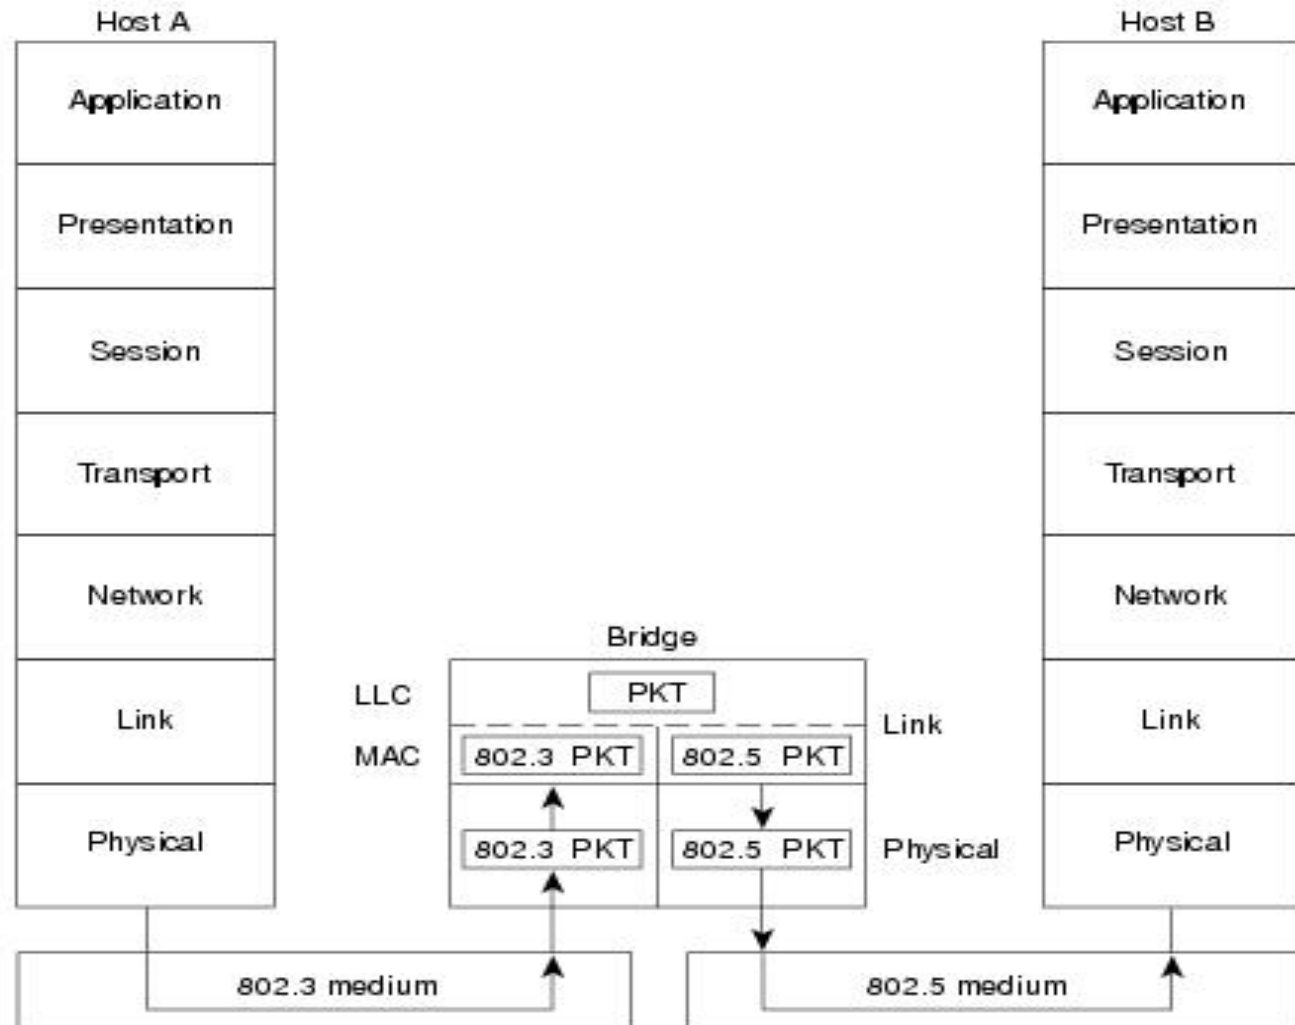 Host A
Application
Presentation
Session
Transport
Network
Link
Physical
Bridge
LLC
PKT
MAC
802.3 PKT
802.5 PKT
Link
802.3 PKT
802.5 PKT
Physical
Host B
Application
Presentation
Session
Transport
Network
Link
Physical
802.3 medium
802.5 medium